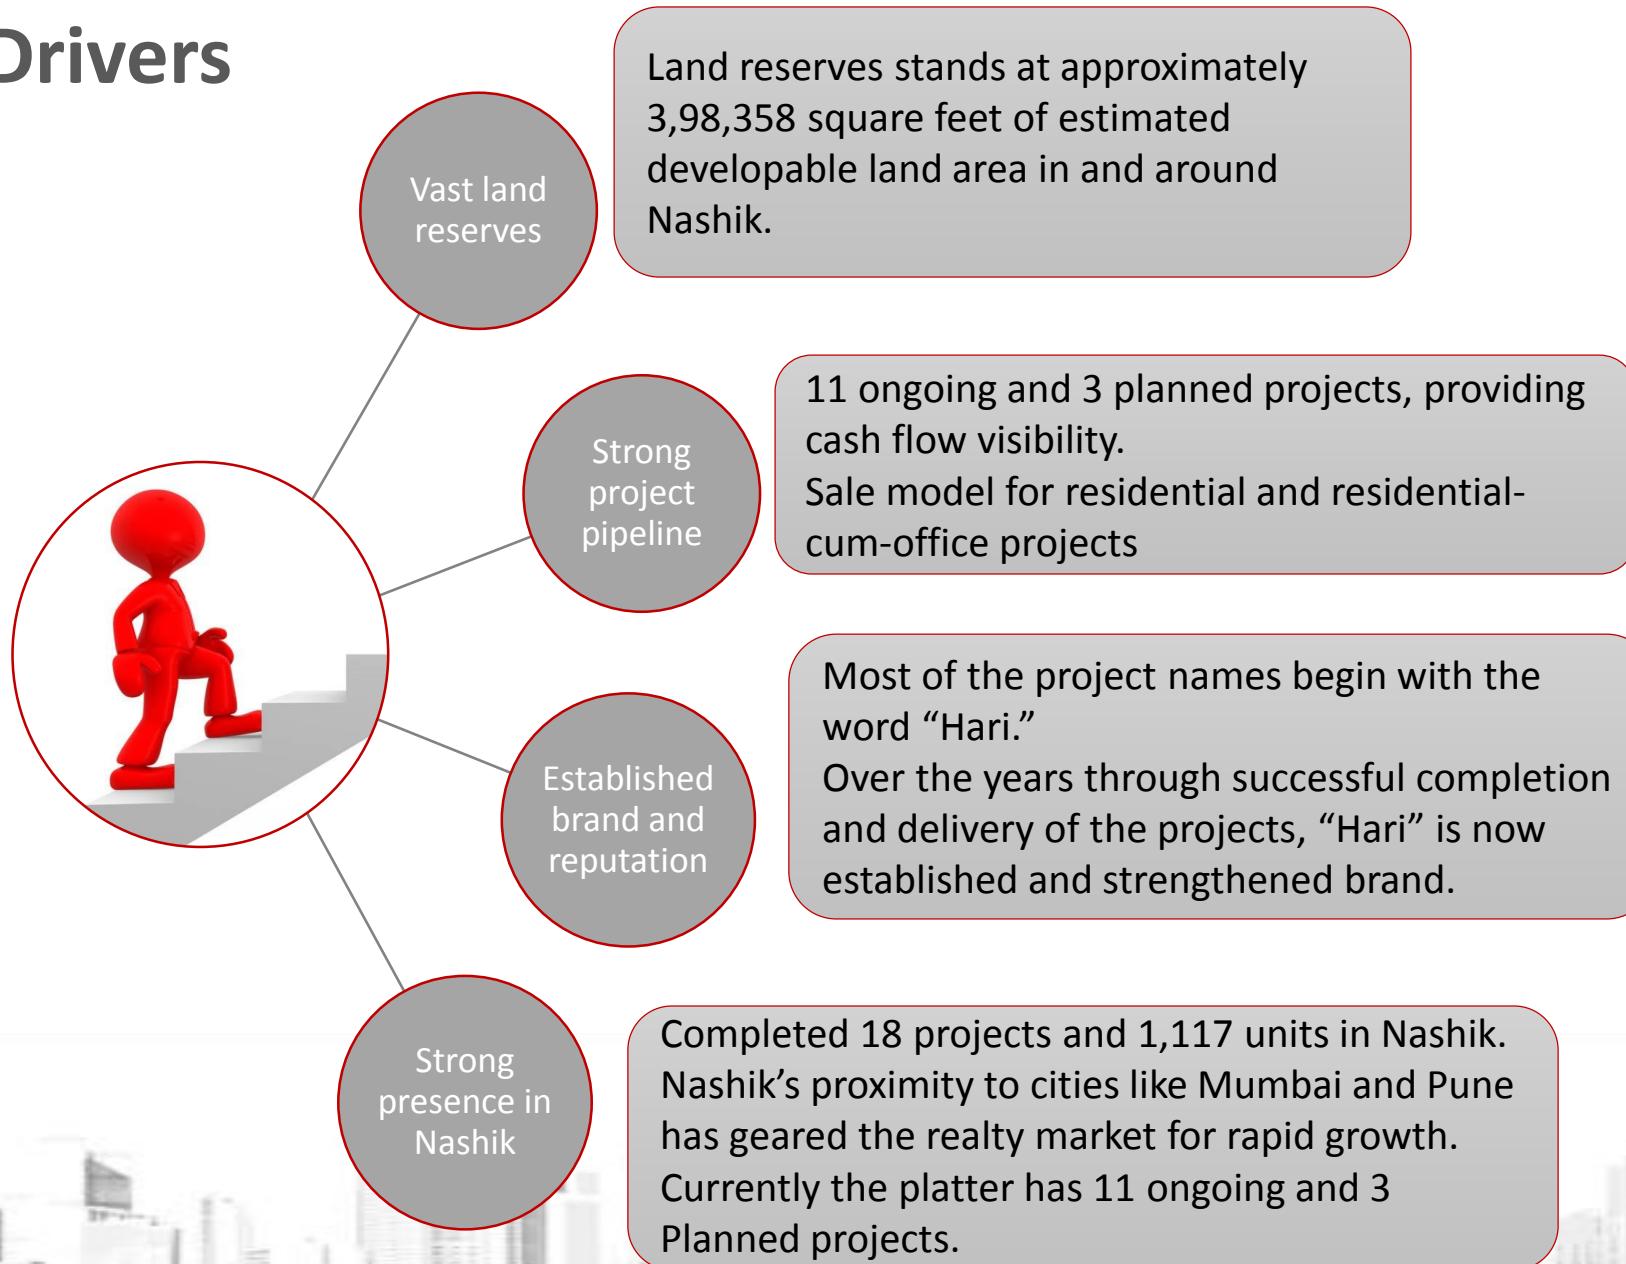 Drivers
Vast land
reserves
Land reserves stands at approximately
3,98,358 square feet of estimated
developable land area in and around
Nashik.
Strong
project
pipeline
11 ongoing and 3 planned projects, providing
cash flow visibility.
Sale model for residential and residential-
cum-office projects
Established
brand and
reputation
Most of the project names begin with the
word “Hari.”
Over the years through successful completion
and delivery of the projects, “Hari” is now
established and strengthened brand.
Strong
presence in
Nashik
Completed 18 projects and 1,117 units in Nashik.
Nashik’s proximity to cities like Mumbai and Pune
has geared the realty market for rapid growth.
Currently the platter has 11 ongoing and 3
Planned projects.